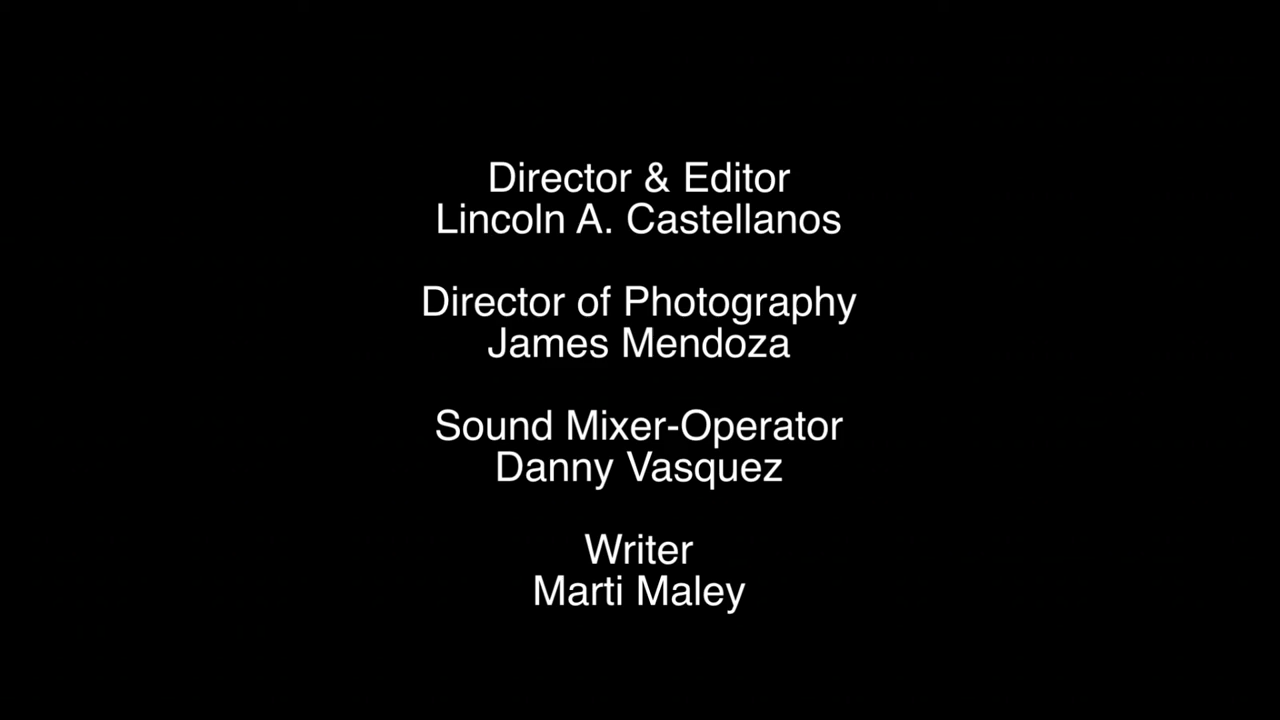 Director & Editor
Lincoln A. Castellanos
Director of Photography
James Mendoza
Sound Mixer-Operator
Danny Vasquez
Writer
Marti Maley